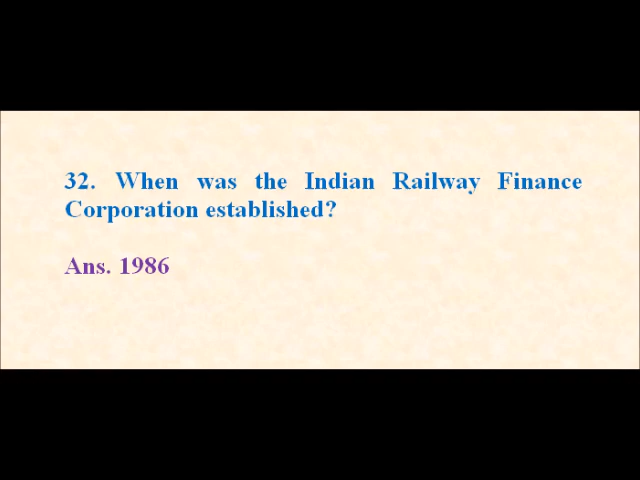 32. When was the Indian Railway Finance
Corporation established?
Ans. 1986